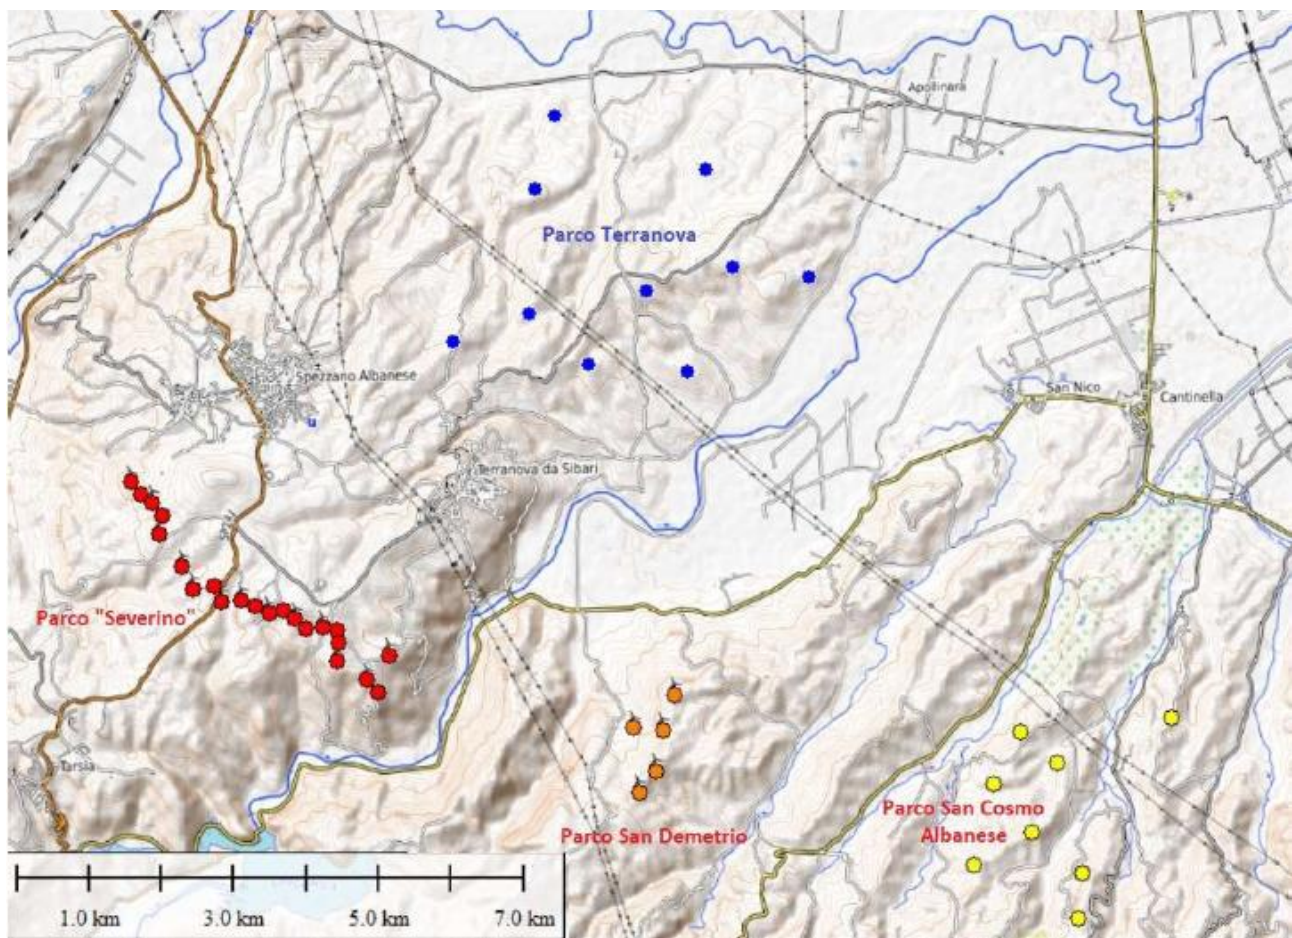 Apollinara
Parco Terranova
Spezzano Albanese
San Nico
Cantinella
u
Terranova da Sibari
Parco "Severino"
Tarsia
Parco San Demetrio
Parco San Cosmo
Albanese
1.0 km
3.0 km
5.0 km
7.0 km